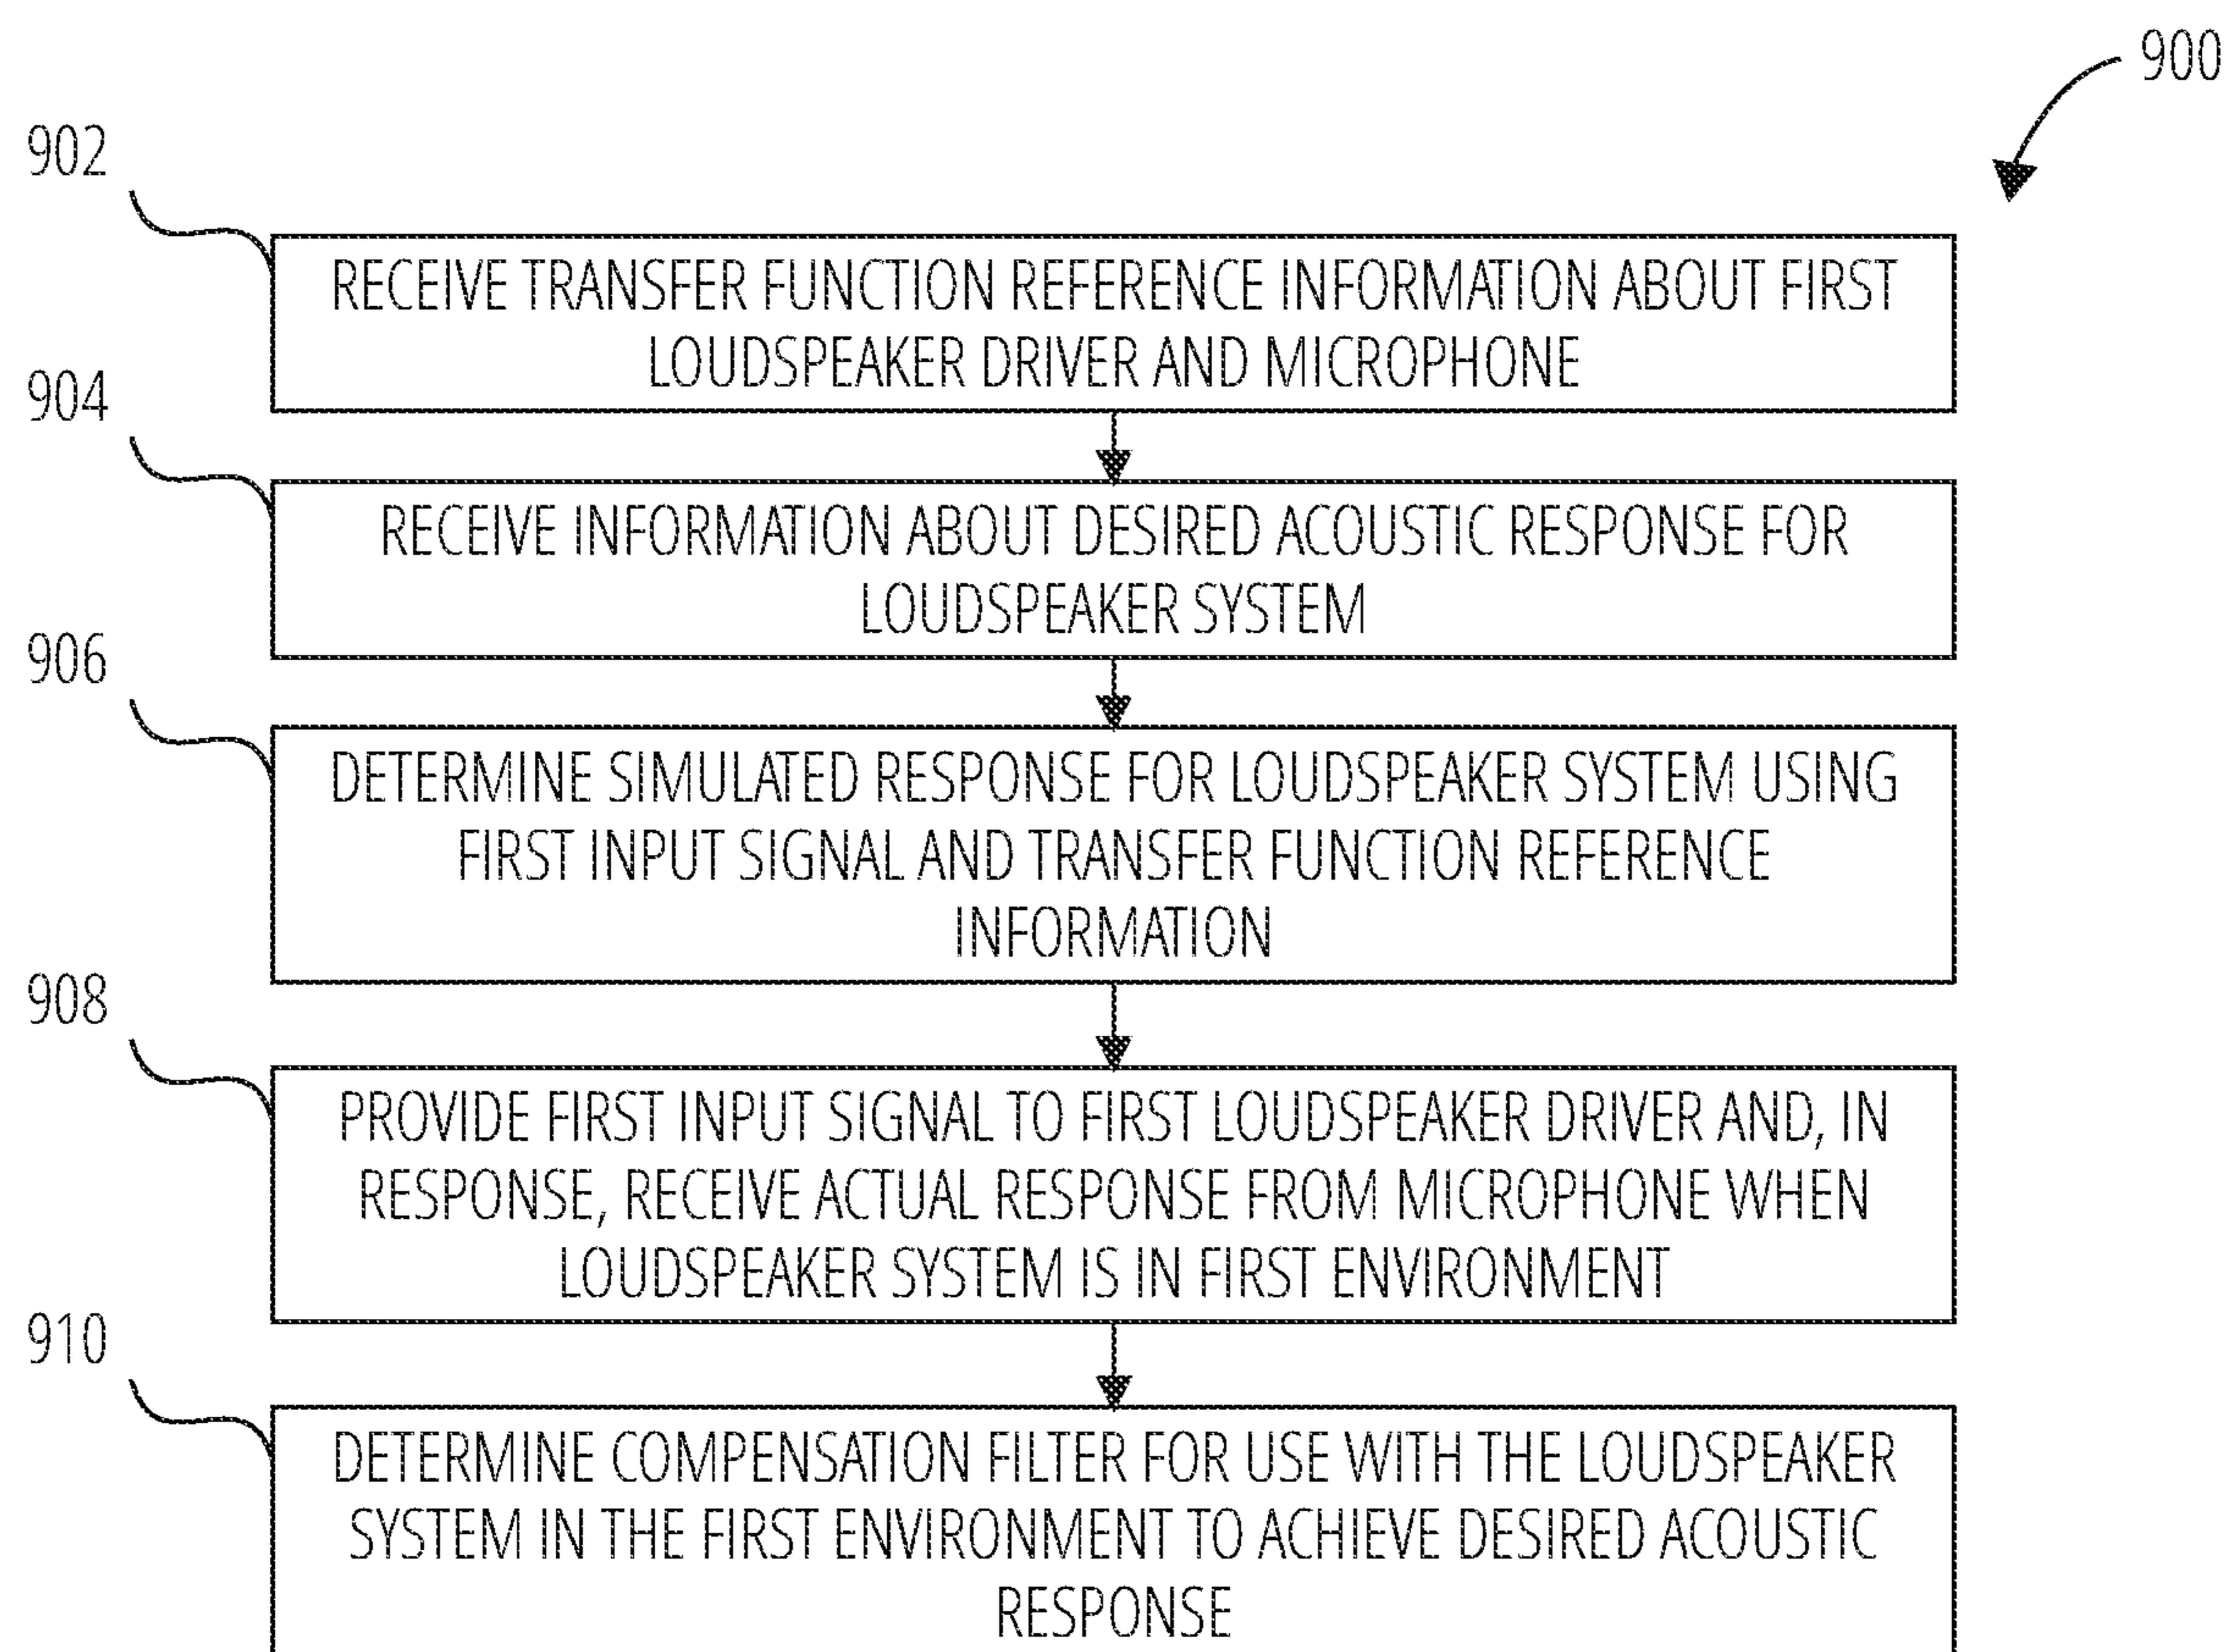 900
902
RECEIVE TRANSFER FUNCTION REFERENCE INFORMATION ABOUT FIRST
LOUDSPEAKER DRIVER AND MICROPHONE
904
RECEIVE INFORMATION ABOUT DESIRED ACOUSTIC RESPONSE FOR
LOUDSPEAKER SYSTEM
906
DETERMINE SIMULATED RESPONSE FOR LOUDSPEAKER SYSTEM USING
FIRST INPUT SIGNAL AND TRANSFER FUNCTION REFERENCE
INFORMATION
908
PROVIDE FIRST INPUT SIGNAL TO FIRST LOUDSPEAKER DRIVER AND, IN
RESPONSE, RECEIVE ACTUAL RESPONSE FROM MICROPHONE WHEN
LOUDSPEAKER SYSTEM IS IN FIRST ENVIRONMENT
910
DETERMINE COMPENSATION FILTER FOR USE WITH THE LOUDSPEAKER
SYSTEM IN THE FIRST ENVIRONMENT TO ACHIEVE DESIRED ACOUSTIC
RESPONSE